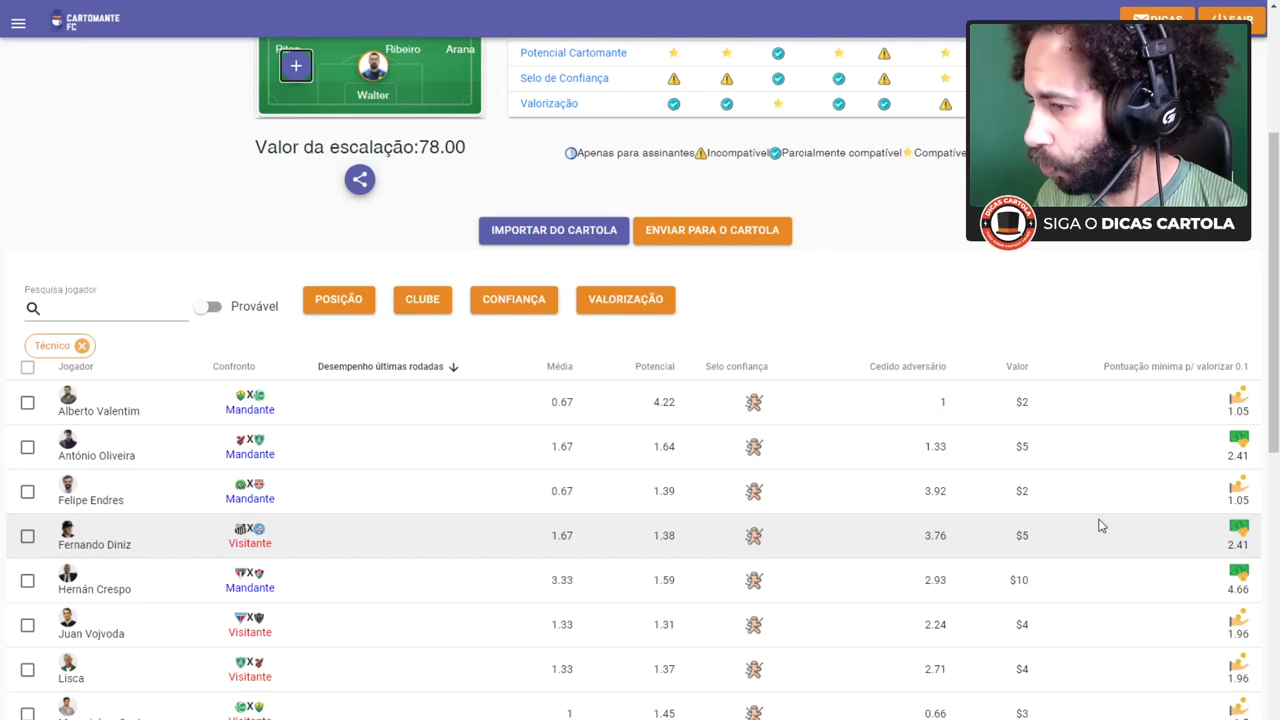 CARTOMANTE
FC
DICAS
SAIR
Ribeiro
Arana
Walter
Potencial Cartomante
Selo de Confiança
Valorização
Valor da escalação:78.00
Apenas para assinantes Incompatível Parcialmente compatível Compatíve
SIGA O DICAS CARTOLA
DICAS CARTOLA
IMPORTAR DO CARTOLA
ENVIAR PARA O CARTOLA
Pesquisa jogador
Provável
POSIÇÃO
CLUBE
CONFIANÇA
VALORIZAÇÃO
Técnico
Jogador Confronto Desempenho últimas rodadas Média Potencial Selo confiança Cedido adversário Valor Pontuação mínima p/ valorizar 0.1
X
Alberto Valentim Mandante 0.67 4.22 1 $2 1.05
X
António Oliveira Mandante 1.67 1.64 1.33 $5 2.41
X
Felipe Endres Mandante 0.67 1.39 3.92 $2 1.05
X
Fernando Diniz Visitante 1.67 1.38 3.76 $5 2.41
X
Hernán Crespo Mandante 3.33 1.59 2.93 $10 4.66
X
Juan Vojvoda Visitante 1.33 1.31 2.24 $4 1.96
X
Lisca Visitante 1.33 1.37 2.71 $4 1.96
X
1 1.45 0.66 $3